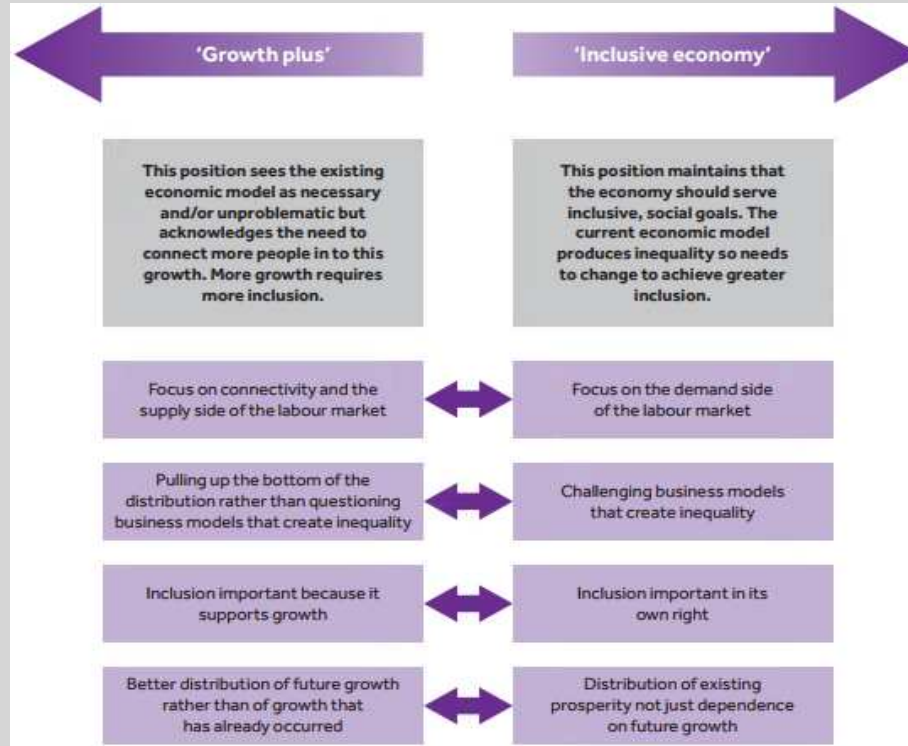 'Growth plus'
'Inclusive economy'
This position sees the existing
economic model as necessary
and/or unproblematic but
acknowledges the need to
connect more people in to this
growth. More growth requires
more inclusion.
This position maintains that
the economy should serve
inclusive, social goals. The
current economic model
produces inequality so needs
to change to achieve greater
inclusion.
Focus on connectivity and the
supply side of the labour market
Focus on the demand side
of the labour market
Pulling up the bottom of the
distribution rather than questioning
business models that create inequality
Challenging business models
that create inequality
Inclusion important because it
supports growth
Inclusion important in its
own right
Better distribution of future growth
rather than of growth that
has already occurred
Distribution of existing
prosperity not just dependence
on future growth